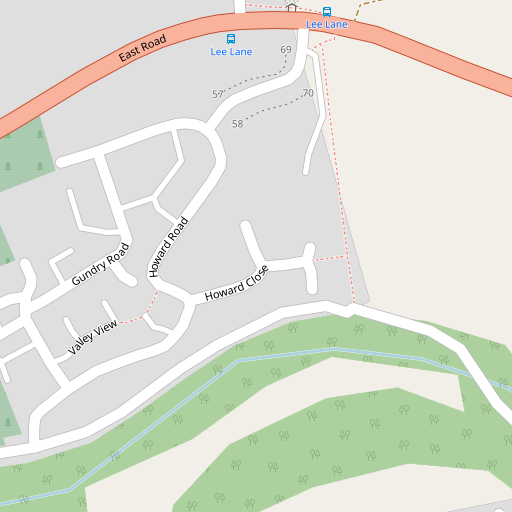 Lee Lane
East Road
Lee Lane
69
57
70
58
Howard Road
Gundry Road
Howard Close
Valley View